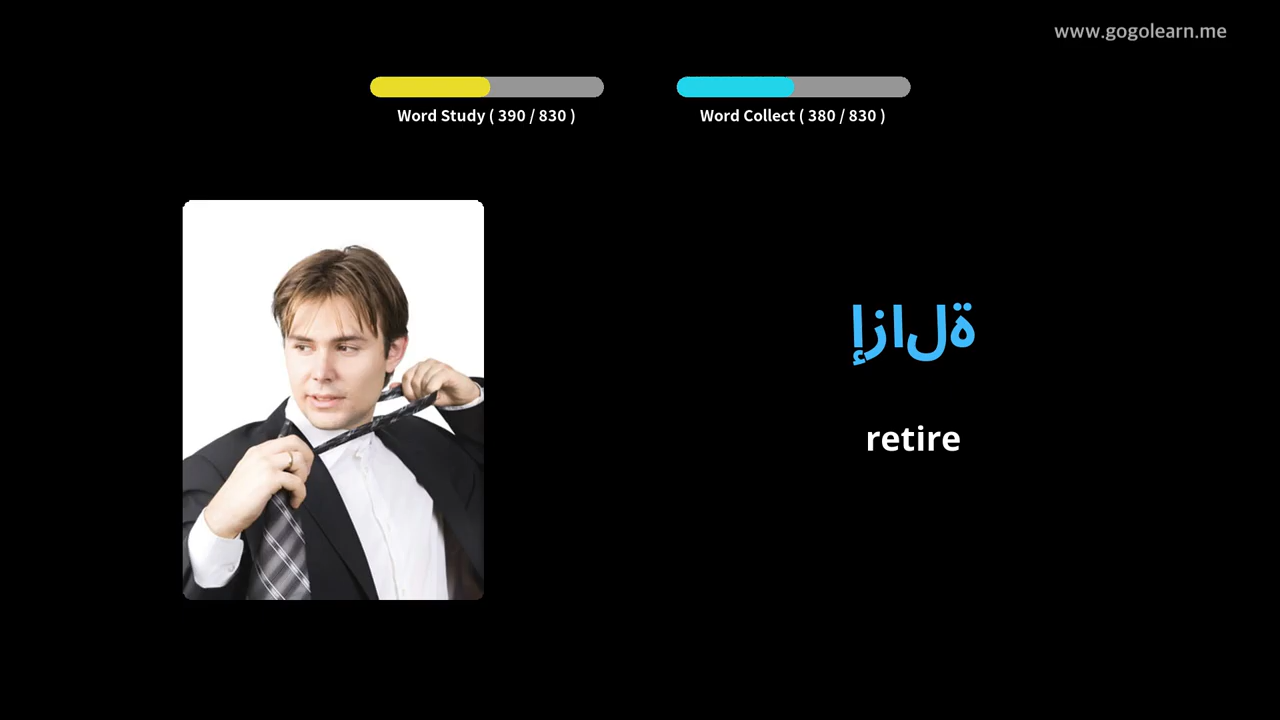 www.gogolearn.me
Word Study ( 390 / 830 )
Word Collect ( 380 / 830 )
إزالة
retire